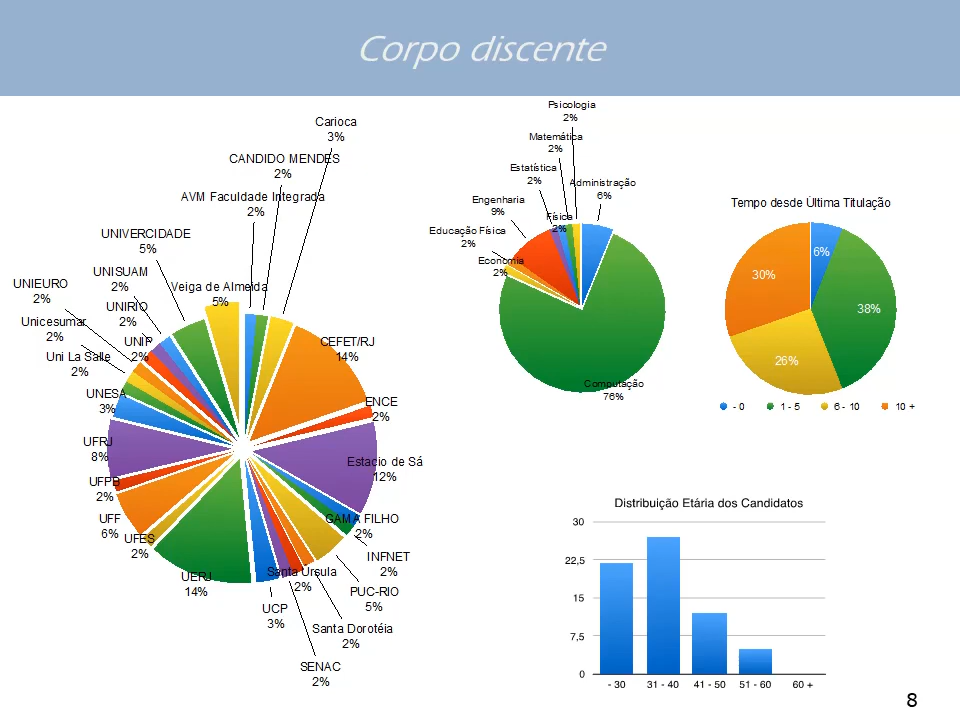 Corpo discente
Carioca
3%
CANDIDO MENDES
2%
AVM Faculdade Integrada
2%
UNIVERCIDADE
5%
UNISUAM
2%
UNIEURO
2%
Veiga de Almeida
5%
UNIRIO
2%
Unicesumar
2%
UNIP
2%
Uni La Salle
2%
CEFET/RJ
14%
UNESA
3%
ENCE
2%
UFRJ
8%
Estacio de Sá
12%
UFPB
2%
UFF
6%
GAMA FILHO
2%
UFES
2%
INFNET
2%
UERJ
14%
Santa Úrsula
2%
PUC-RIO
5%
UCP
3%
Santa Dorotéia
2%
SENAC
2%
Psicologia
2%
Matemática
2%
Estatística
2%
Administração
6%
Engenharia
9%
Física
2%
Educação Física
2%
Economia
2%
Computação
76%
Tempo desde Última Titulação
6%
30%
38%
26%
- 0 1 - 5 6 - 10 10 +
Distribuição Etária dos Candidatos
30
22,5
15
7,5
0
- 30 31 - 40 41 - 50 51 - 60 60 +
8